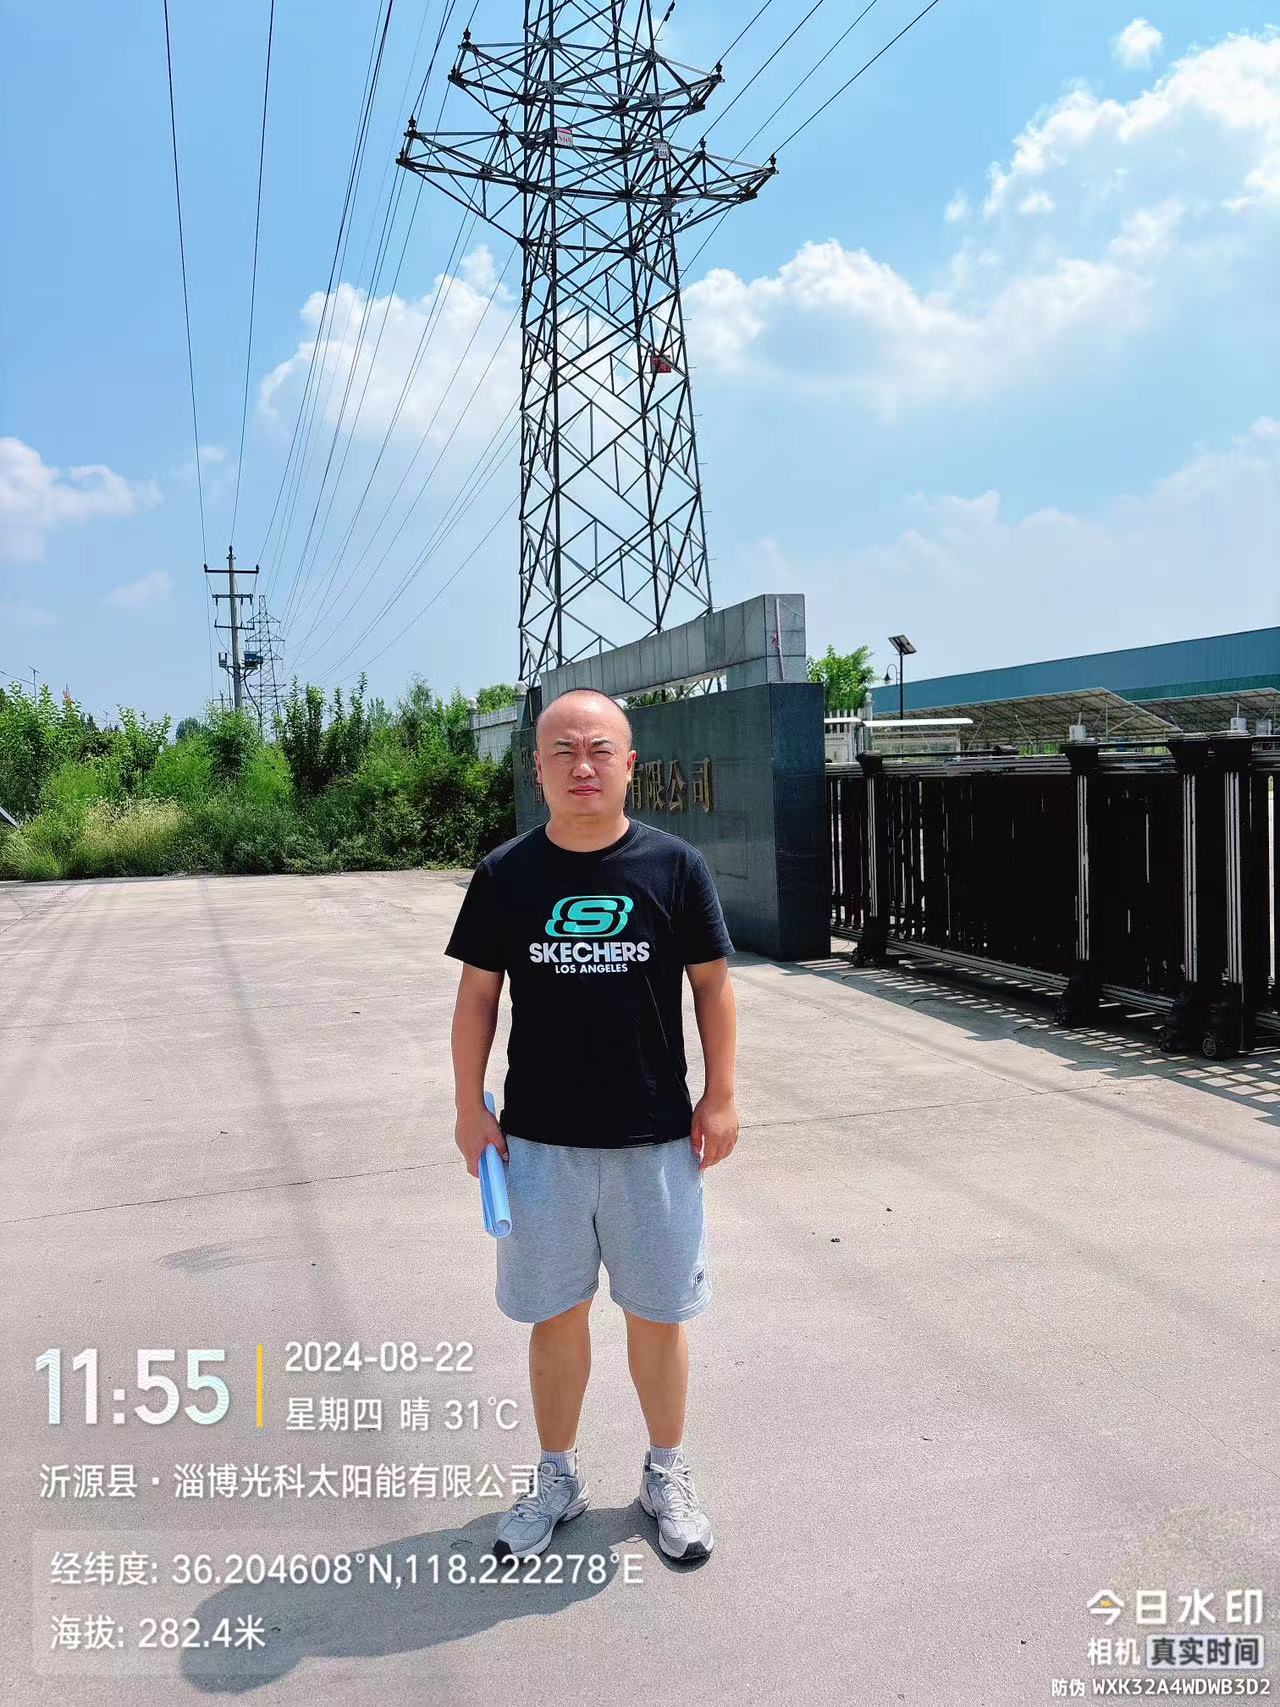 限公司
SKECHERS
LOS ANGELES
11:55
2024-08-22
星期四 晴 31℃
沂源县·淄博光科太阳能有限公司
经纬度: 36.204608°N,118.222278°E
海拔: 282.4米
今日水印
相机 真实时间
防伪 WXK32A4WDWB3D2